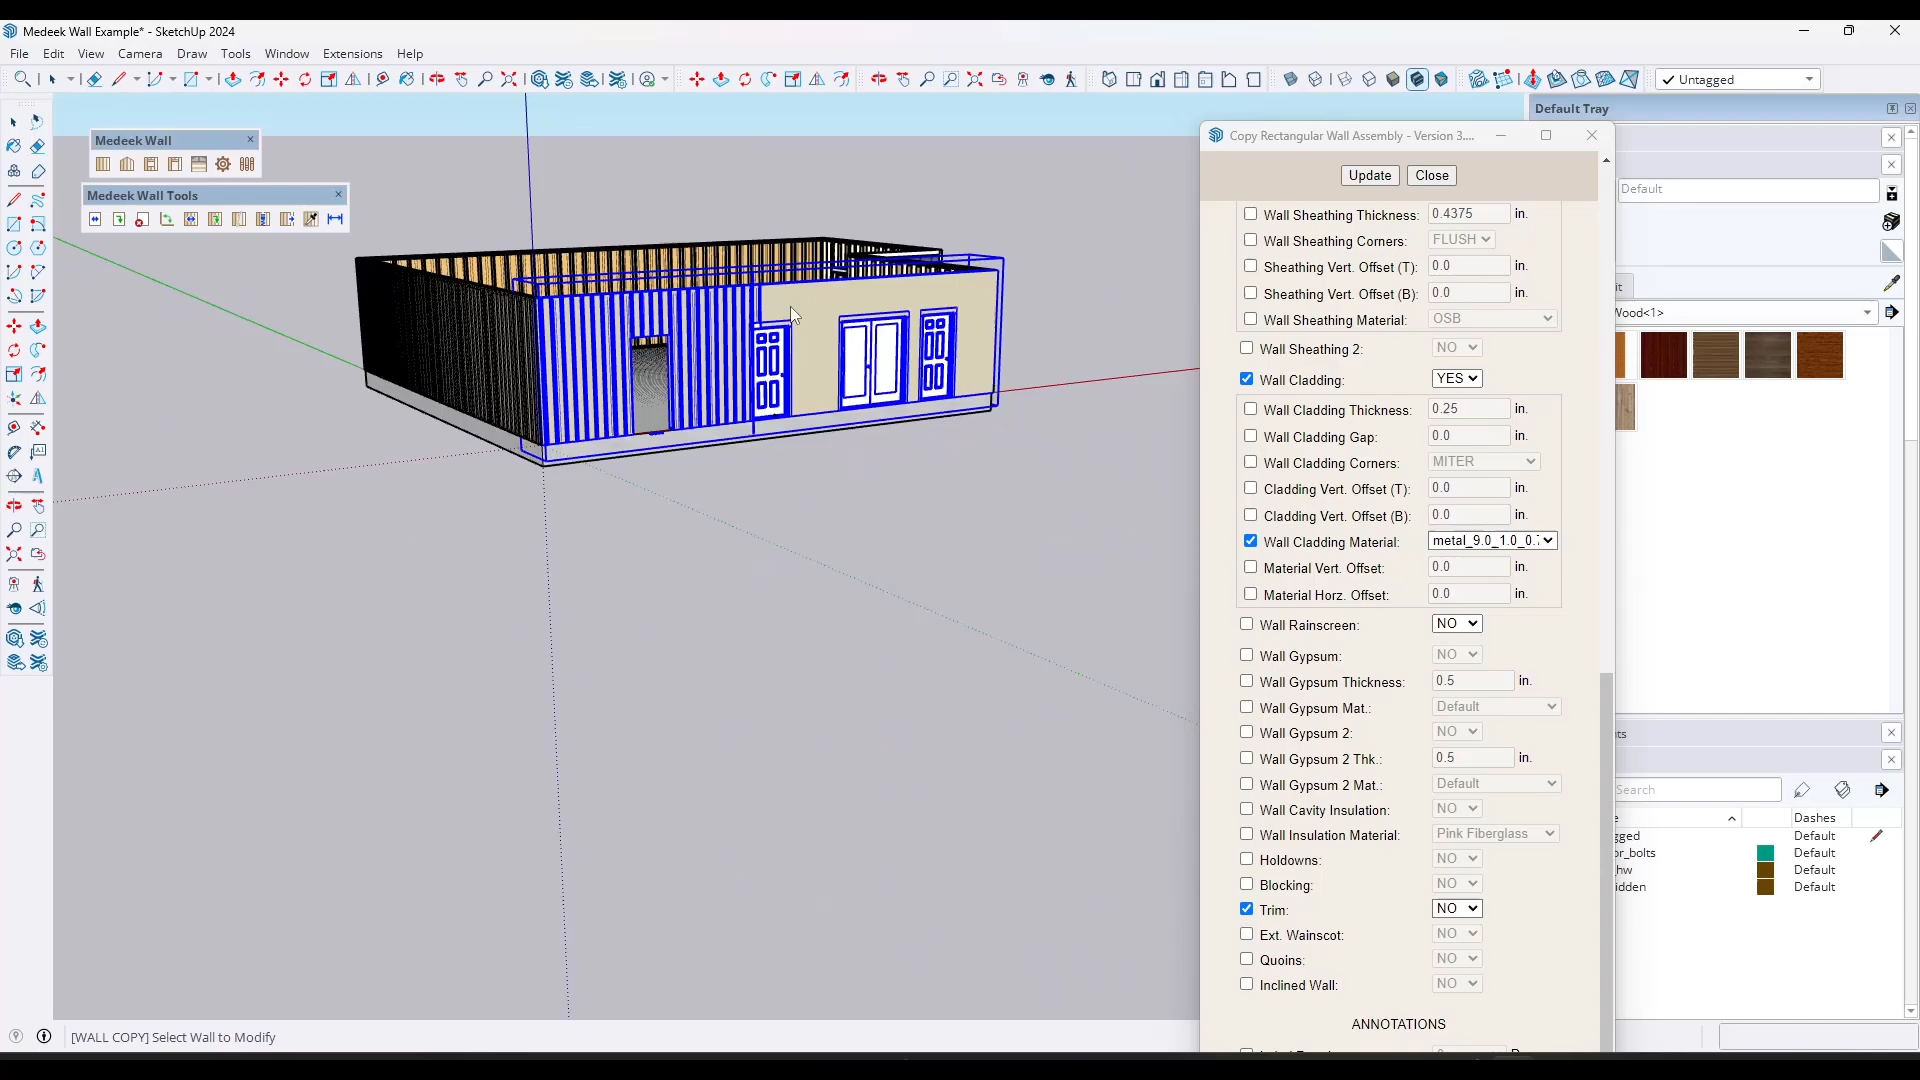 Medeek Wall Example* - SketchUp 2024
File Edit View Camera Draw Tools Window Extensions Help
Untagged
Default Tray
Medeek Wall
Medeek Wall Tools
Copy Rectangular Wall Assembly - Version 3....
Update Close
Default
Wall Sheathing Thickness: 0.4375 in.
Wall Sheathing Corners: FLUSH
Sheathing Vert. Offset (T): 0.0 in.
Sheathing Vert. Offset (B): 0.0 in.
Wall Sheathing Material: OSB
Wood<1>
Wall Sheathing 2: NO
Wall Cladding: YES
Wall Cladding Thickness: 0.25 in.
Wall Cladding Gap: 0.0 in.
Wall Cladding Corners: MITER
Cladding Vert. Offset (T): 0.0 in.
Cladding Vert. Offset (B): 0.0 in.
Wall Cladding Material: metal_9.0_1.0_0.7
Material Vert. Offset: 0.0 in.
Material Horz. Offset: 0.0 in.
Wall Rainscreen: NO
Wall Gypsum: NO
Wall Gypsum Thickness: 0.5 in.
Wall Gypsum Mat.: Default
Wall Gypsum 2: NO
Wall Gypsum 2 Thk.: 0.5 in.
Wall Gypsum 2 Mat.: Default
Wall Cavity Insulation: NO
Wall Insulation Material: Pink Fiberglass
Holdowns: NO
Blocking: NO
Trim: NO
Ext. Wainscot: NO
Quoins: NO
Inclined Wall: NO
ANNOTATIONS
Search
Dashes
gged Default
or_bolts Default
hw Default
idden Default
[WALL COPY] Select Wall to Modify